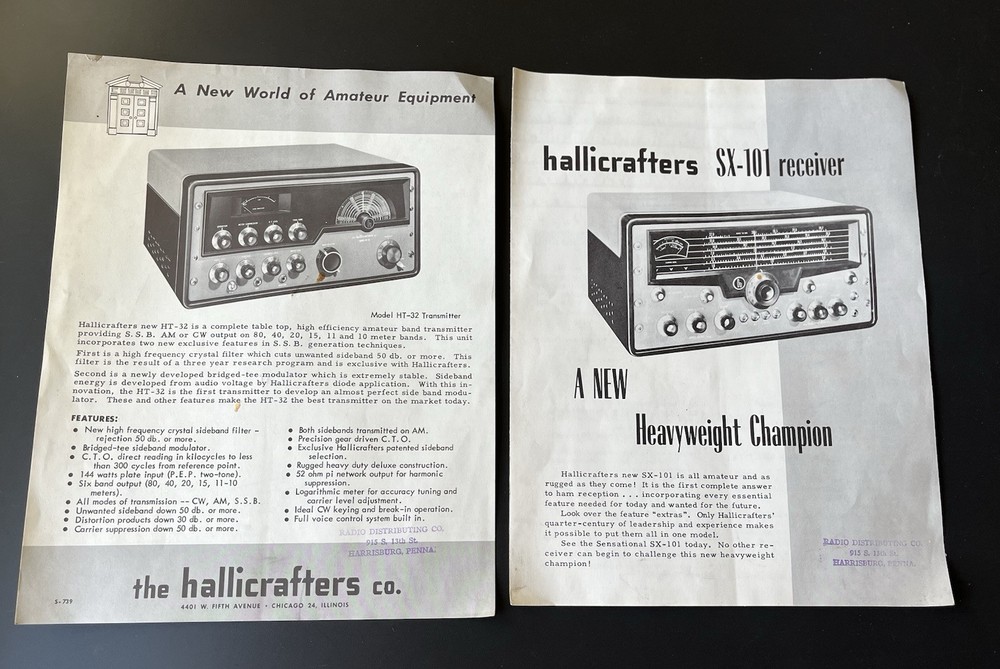 A New World of Amateur Equipment
Model HT-32 Transmitter
Hallicrafters new HT-32 is a complete table top, high efficiency amateur band transmitter
providing S.S.B. AM or CW output on 80, 40, 20, 15, 11 and 10 meter bands. This unit
incorporates two new exclusive features in S.S.B. generation techniques.
First is a high frequency crystal filter which cuts unwanted sideband 50 db. or more. This
filter is the result of a three year research program and is exclusive with Hallicrafters.
Second is a newly developed bridged-tee modulator which is extremely stable. Sideband
energy is developed from audio voltage by Hallicrafters diode application. With this in-
novation, the HT-32 is the first transmitter to develop an almost perfect side band modu-
lator. These and other features make the HT-32 the best transmitter on the market today.
FEATURES:
• New high frequency crystal sideband filter –
rejection 50 db. or more.
• Bridged-tee sideband modulator.
• C.T.O. direct reading in kilocycles to less
than 300 cycles from reference point.
• 144 watts plate input (P.E.P. two-tone).
• Six band output (80, 40, 20, 15, 11-10
meters).
• All modes of transmission -- CW, AM, S.S.B.
• Unwanted sideband down 50 db. or more.
• Distortion products down 30 db. or more.
• Carrier suppression down 50 db. or more.
• Both sidebands transmitted on AM.
• Precision gear driven C.T.O.
• Exclusive Hallicrafters patented sideband
selection.
• Rugged heavy duty deluxe construction.
• 52 ohm pi network output for harmonic
suppression.
• Logarithmic meter for accuracy tuning and
carrier level adjustment.
• Ideal CW keying and break-in operation.
• Full voice control system built in.
RADIO DISTRIBUTING CO.
915 S. 13th St.
HARRISBURG, PENNA.
the hallicrafters co.
4401 W. FIFTH AVENUE • CHICAGO 24, ILLINOIS
S-739
hallicrafters SX-101 receiver
h
A NEW
Heavyweight Champion
Hallicrafters new SX-101 is all amateur and as
rugged as they come! It is the first complete answer
to ham reception . . . incorporating every essential
feature needed for today and wanted for the future.
Look over the feature "extras". Only Hallicrafters'
quarter-century of leadership and experience makes
it possible to put them all in one model.
See the Sensational SX-101 today. No other re-
ceiver can begin to challenge this new heavyweight
champion!
RADIO DISTRIBUTING CO.
915 S. 13th St.
HARRISBURG, PENNA.